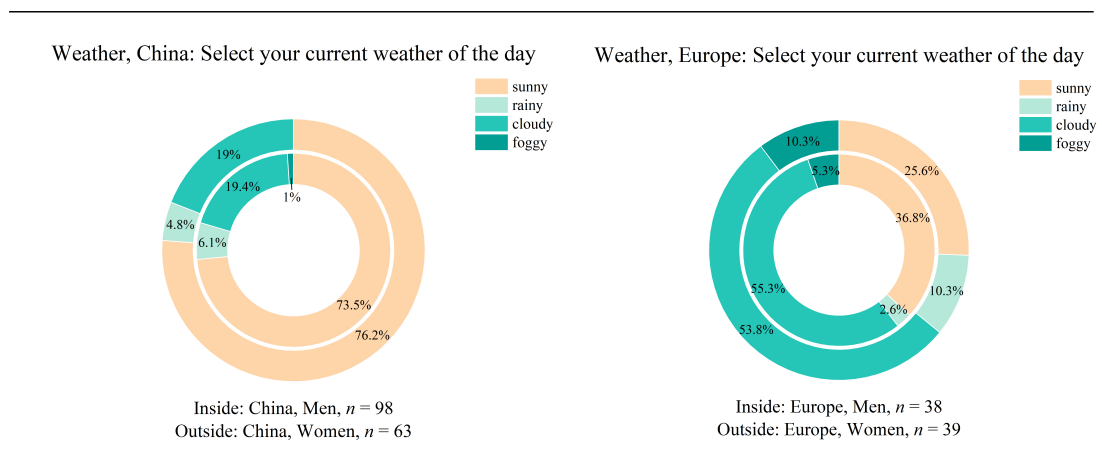 Weather, China: Select your current weather of the day
sunny
rainy
cloudy
foggy
19%
19.4%
1%
4.8%
6.1%
73.5%
76.2%
Inside: China, Men, n = 98
Outside: China, Women, n = 63
Weather, Europe: Select your current weather of the day
sunny
rainy
cloudy
foggy
10.3%
5.3%
25.6%
36.8%
55.3%
10.3%
2.6%
53.8%
Inside: Europe, Men, n = 38
Outside: Europe, Women, n = 39